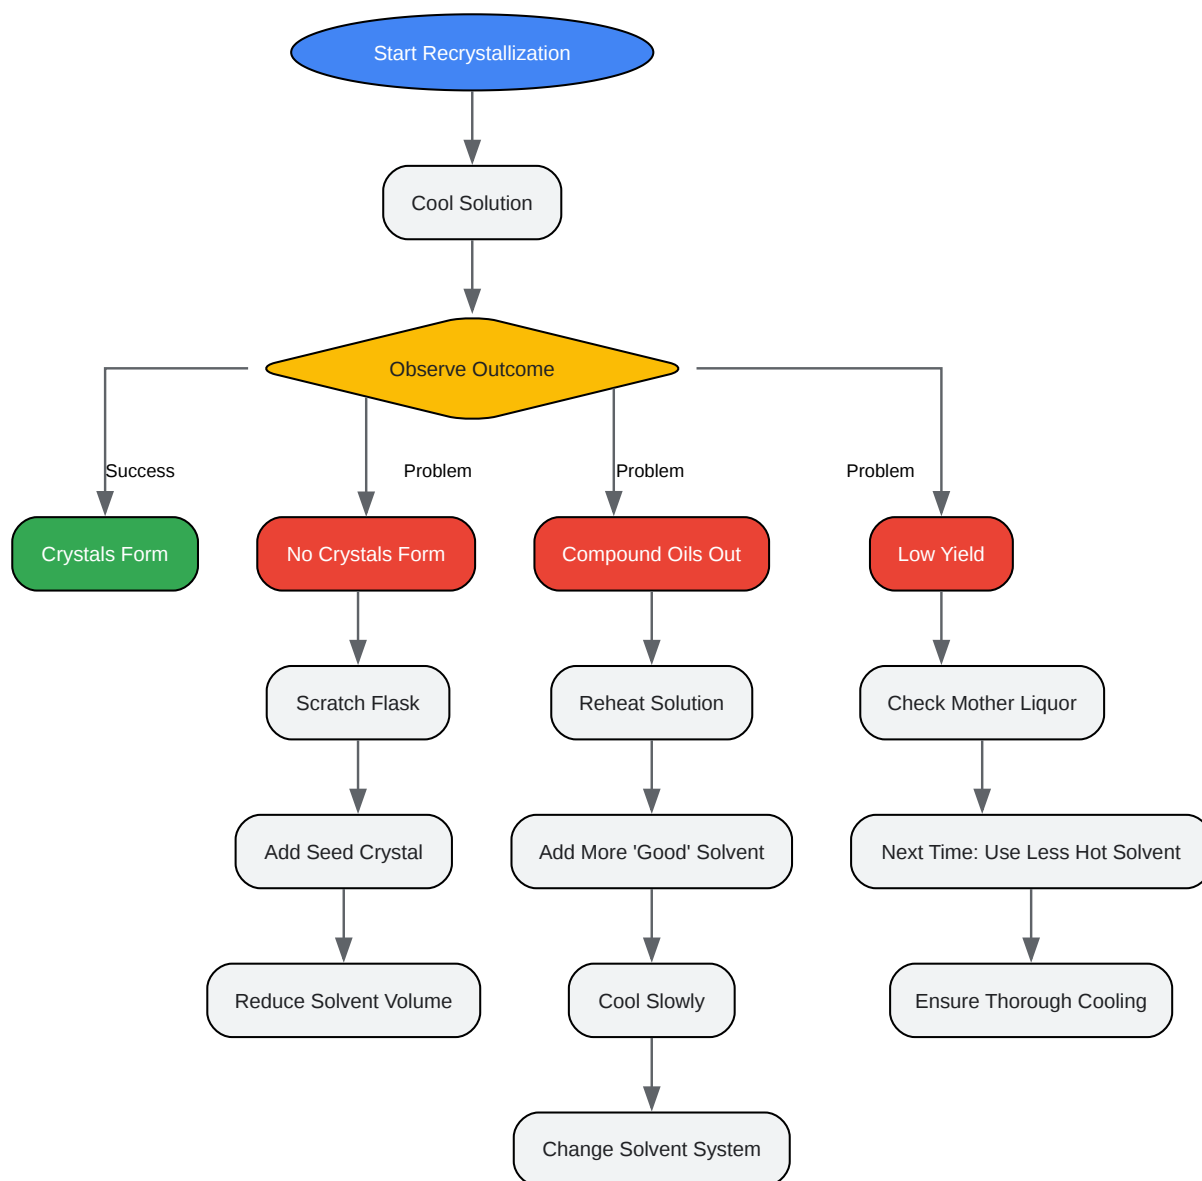 Start Recrystallization
Cool Solution
Observe Outcome
Success
Problem
Problem
Problem
Crystals Form
No Crystals Form
Compound Oils Out
Low Yield
Scratch Flask
Reheat Solution
Check Mother Liquor
Add Seed Crystal
Add More 'Good' Solvent
Next Time: Use Less Hot Solvent
Reduce Solvent Volume
Cool Slowly
Ensure Thorough Cooling
Change Solvent System